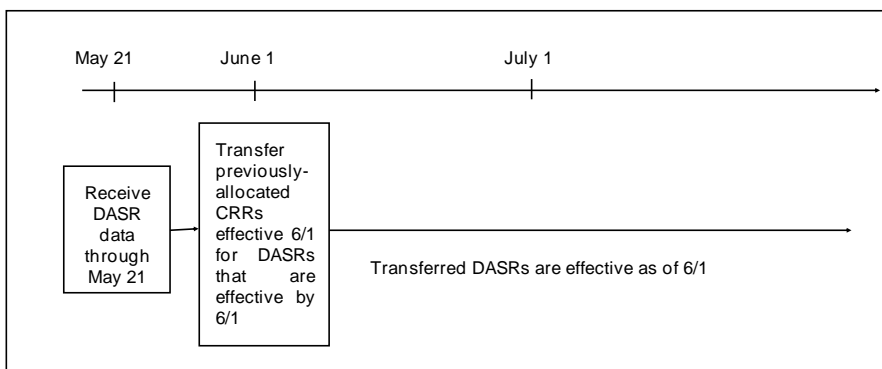 May 21 June 1 July 1
Receive
DASR
data
through
May 21
Transfer
previously-
allocated
CRRs
effective 6/1
for DASRs
that are
effective by
6/1
Transferred DASRs are effective as of 6/1